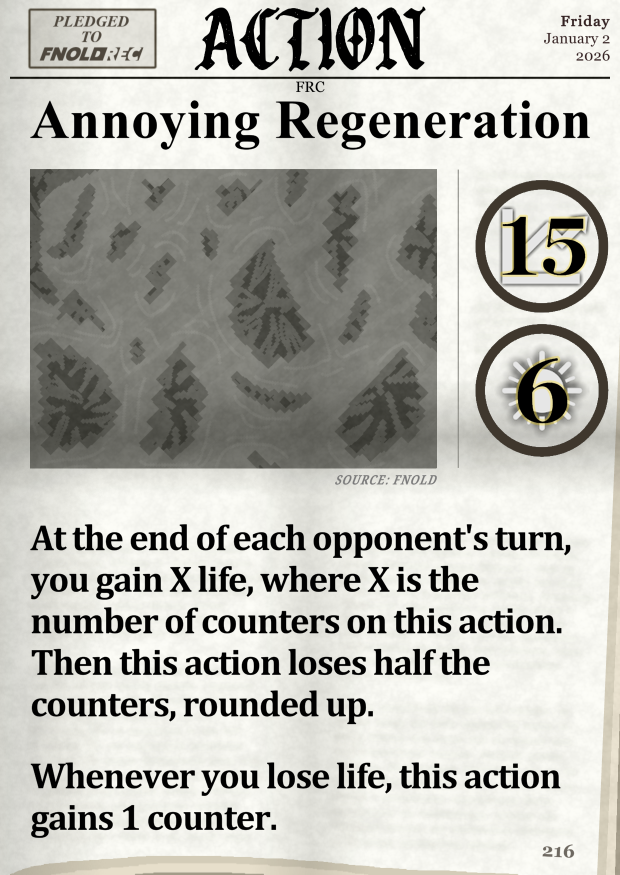 PLEDGED
TO
FNOLD REC
ACTION
Friday
January 2
2026
FRC
Annoying Regeneration
15
6
SOURCE: FNOLD
At the end of each opponent's turn,
you gain X life, where X is the
number of counters on this action.
Then this action loses half the
counters, rounded up.
Whenever you lose life, this action
gains 1 counter.
216